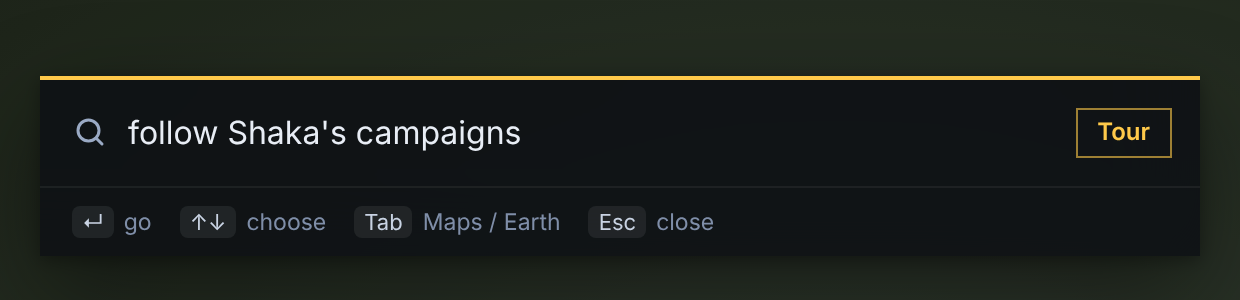 follow Shaka's campaigns Tour
↵ go ↑↓ choose Tab Maps / Earth Esc close